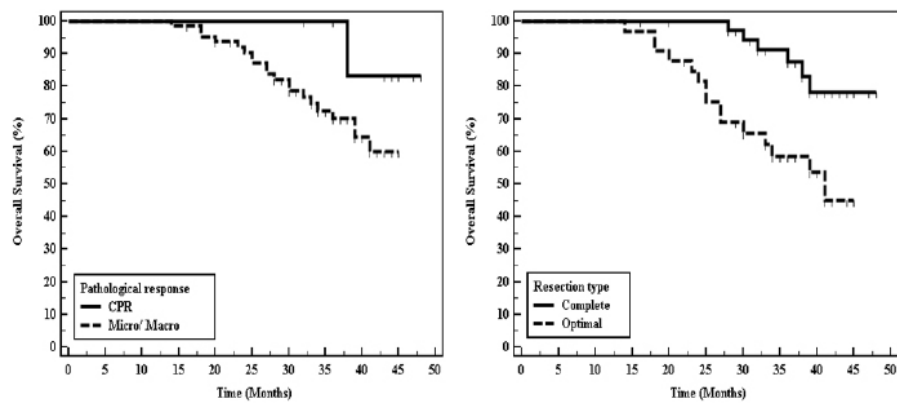 100
90
80
70
60
50
40
30
20
10
0
Overall Survival (%)
Pathological response
CPR
Micro/ Macro
0 5 10 15 20 25 30 35 40 45 50
Time (Months)
100
90
80
70
60
50
40
30
20
10
0
Overall Survival (%)
Resection type
Complete
Optimal
0 5 10 15 20 25 30 35 40 45 50
Time (Months)